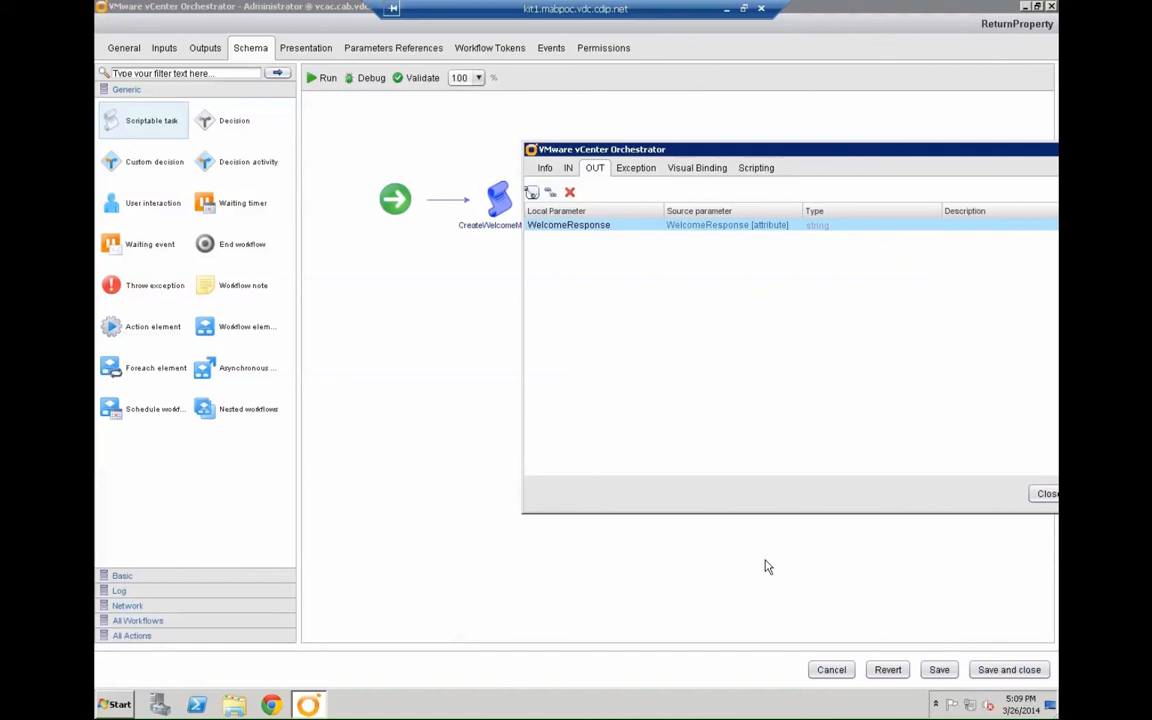 VMware vCenter Orchestrator - Administrator @ vcac.cab.vdc.
kit1.mabpoc.vdc.cdip.net
ReturnProperty
General Inputs Outputs Schema Presentation Parameters References Workflow Tokens Events Permissions
Type your filter text here...
Run Debug Validate 100 %
Generic
Scriptable task Decision
Custom decision Decision activity
User interaction Waiting timer
Waiting event End workflow
Throw exception Workflow note
Action element Workflow elem...
Foreach element Asynchronous ...
Schedule workf... Nested workflows
Basic
Log
Network
All Workflows
All Actions
CreateWelcomeM
VMware vCenter Orchestrator
Info IN OUT Exception Visual Binding Scripting
Local Parameter Source parameter Type Description
WelcomeResponse WelcomeResponse [attribute] string
Close
Cancel Revert Save Save and close
Start
5:09 PM
3/26/2014